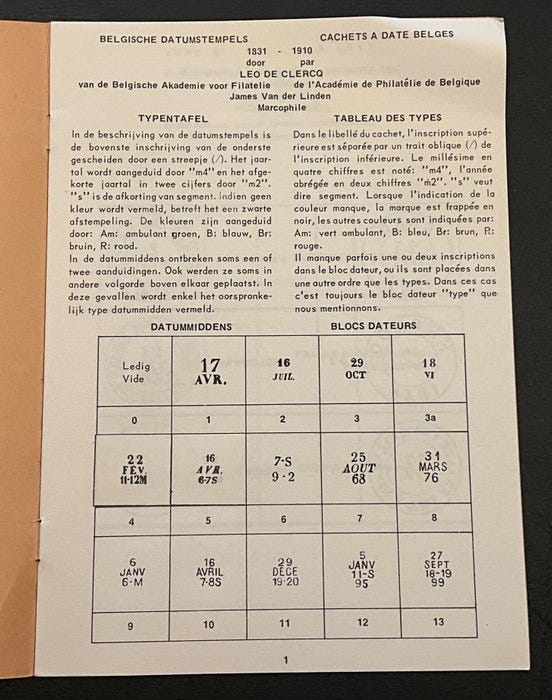 BELGISCHE DATUMSTEMPELS CACHETS A DATE BELGES
1831 - 1910
door par
LEO DE CLERCQ
van de Belgische Akademie voor Filatelie de l'Académie de Philatélie de Belgique
James Van der Linden
Marcophile
TYPENTAFEL
In de beschrijving van de datumstempels is
de bovenste inschrijving van de onderste
gescheiden door een streepje (/). Het jaar-
tal wordt aangeduid door "m4" en het afge-
korte jaartal in twee cijfers door "m2".
"s" is de afkorting van segment. Indien geen
kleur wordt vermeld, betreft het een zwarte
afstempeling. De kleuren zijn aangeduid
door: Am: ambulant groen, B: blauw, Br:
bruin, R: rood.
In de datummiddens ontbreken soms een of
twee aanduidingen. Ook werden ze soms in
andere volgorde boven elkaar geplaatst. In
deze gevallen wordt enkel het oorspronke-
lijk type datummidden vermeld.
TABLEAU DES TYPES
Dans le libellé du cachet, l'inscription supé-
rieure est séparée par un trait oblique (/) de
l'inscription inférieure. Le millésime en
quatre chiffres est noté: "m4", l'année
abrégée en deux chiffres "m2". "s" veut
dire segment. Lorsque l'indication de la
couleur manque, la marque est frappée en
noir, les autres couleurs sont indiquées par:
Am: vert ambulant, B: bleu, Br: brun, R:
rouge.
Il manque parfois une ou deux inscriptions
dans le bloc dateur, ou ils sont placées dans
une autre ordre que les types. Dans ces cas
c'est toujours le bloc dateur "type" que
nous mentionnons.
DATUMMIDDENS BLOCS DATEURS
Ledig 17 16 29 18
Vide AVR. JUIL. OCT VI
0 1 2 3 3a
22 16 7-S 25 31
FÉV. AVR. 9-2 AOUT MARS
11-12M 6-7S 68 76
4 5 6 7 8
6 16 29 5 27
JANV AVRIL DÉCE JANV SEPT
6-M 7-8S 19-20 11-S 18-19
95 99
9 10 11 12 13
1